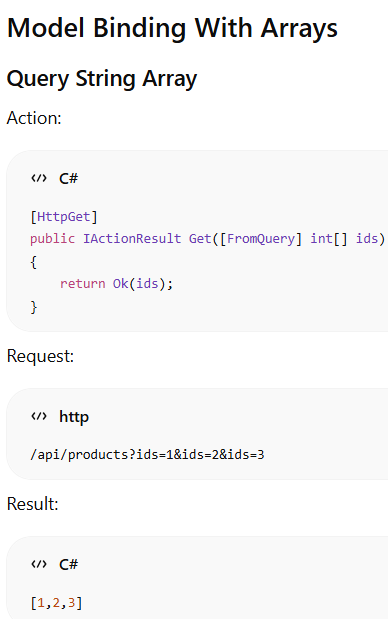 Model Binding With Arrays
Query String Array
Action:
</> C#
[HttpGet]
public IActionResult Get([FromQuery] int[] ids)
{
    return Ok(ids);
}
Request:
</> http
/api/products?ids=1&ids=2&ids=3
Result:
</> C#
[1,2,3]